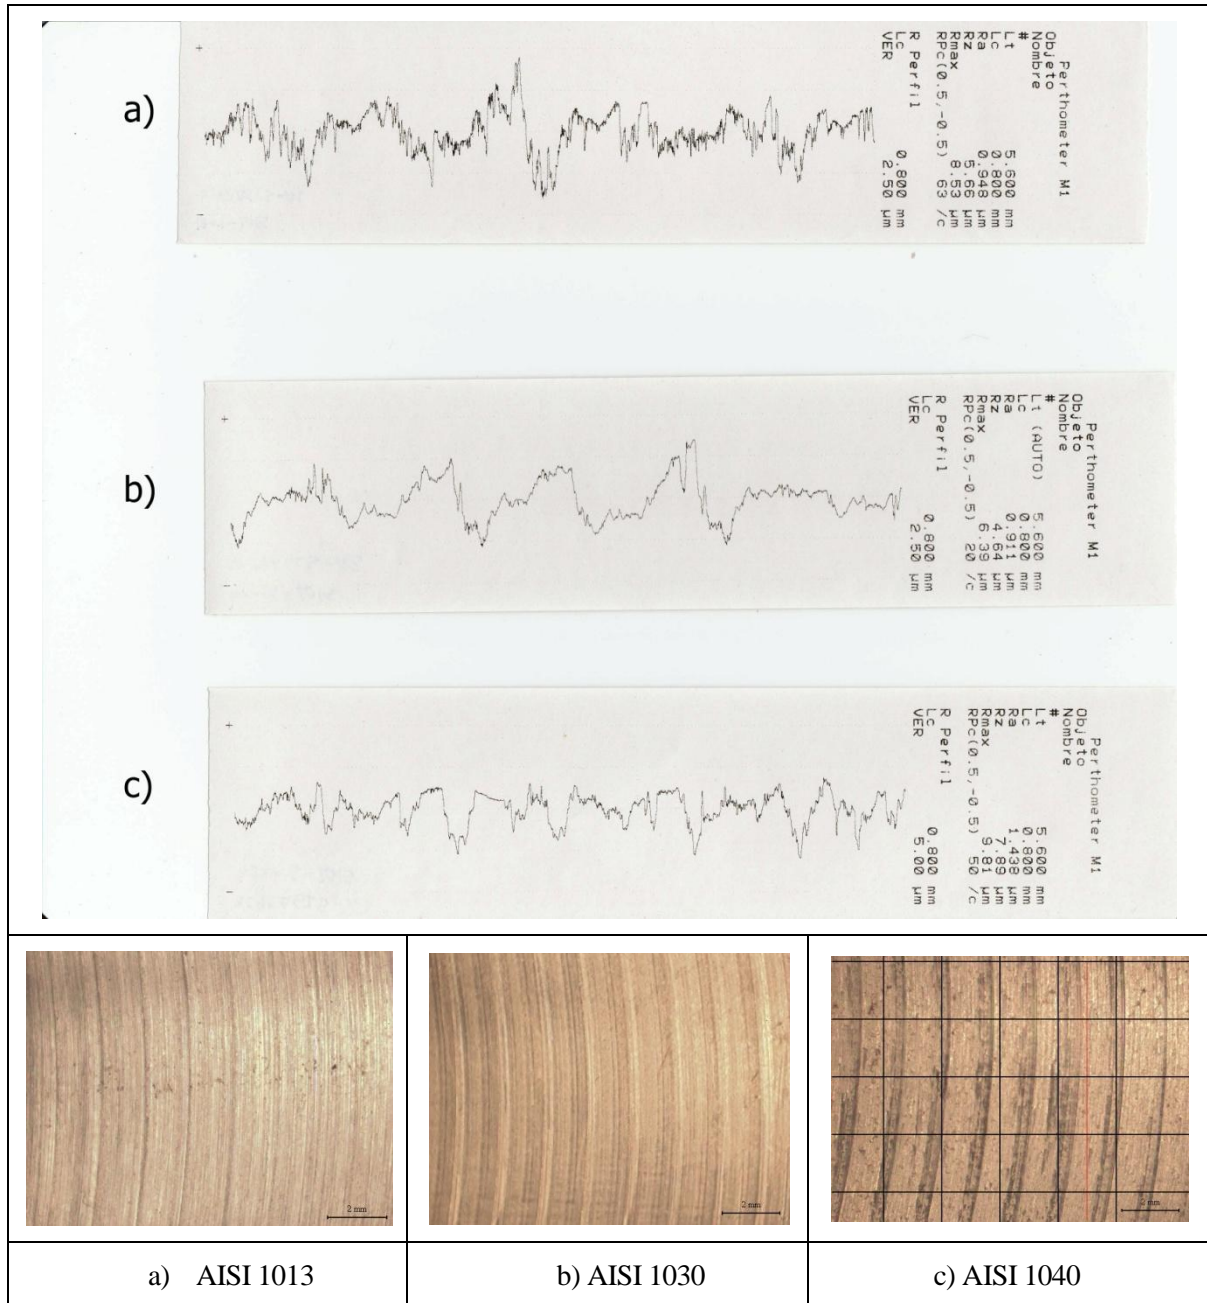 a)
+
-
Perthometer M1
Objeto
Nombre
#
Lt 5.600 mm
Lc 0.800 mm
Ra 0.948 µm
Rz 5.66 µm
Rmax 8.53 µm
RPc(0.5,-0.5) 63 /c
R Perfil
Lc 0.800 mm
VER 2.50 µm
b)
+
-
Perthometer M1
Objeto
Nombre
#
Lt (AUTO) 5.600 mm
Lc 0.800 mm
Ra 0.911 µm
Rz 4.64 µm
Rmax 6.39 µm
RPc(0.5,-0.5) 20 /c
R Perfil
Lc 0.800 mm
VER 2.50 µm
c)
+
-
Perthometer M1
Objeto
Nombre
#
Lt 5.600 mm
Lc 0.800 mm
Ra 1.438 µm
Rz 7.89 µm
Rmax 9.81 µm
RPc(0.5,-0.5) 50 /c
R Perfil
Lc 0.800 mm
VER 5.00 µm
2 mm
2 mm
2 mm
a) AISI 1013
b) AISI 1030
c) AISI 1040